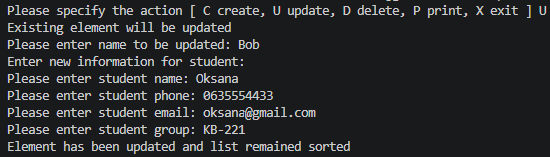 Please specify the action [ C create, U update, D delete, P print, X exit ] U
Existing element will be updated
Please enter name to be updated: Bob
Enter new information for student:
Please enter student name: Oksana
Please enter student phone: 0635554433
Please enter student email: oksana@gmail.com
Please enter student group: KB-221
Element has been updated and list remained sorted